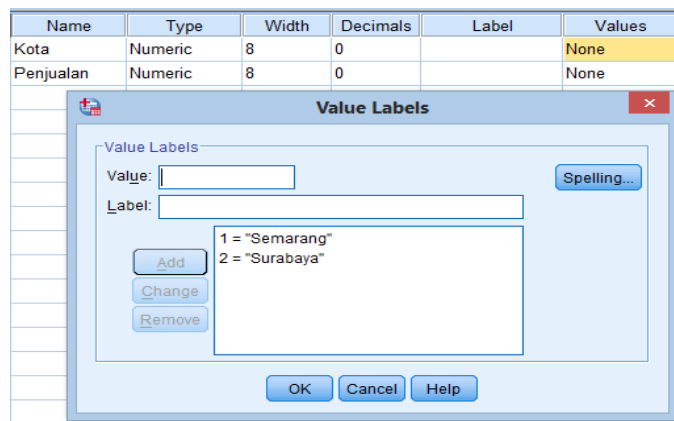 Name Type Width Decimals Label Values
Kota Numeric 8 0 None
Penjualan Numeric 8 0 None
Value Labels
Value Labels
Value:
Spelling...
Label:
1 = "Semarang"
Add 2 = "Surabaya"
Change
Remove
OK Cancel Help